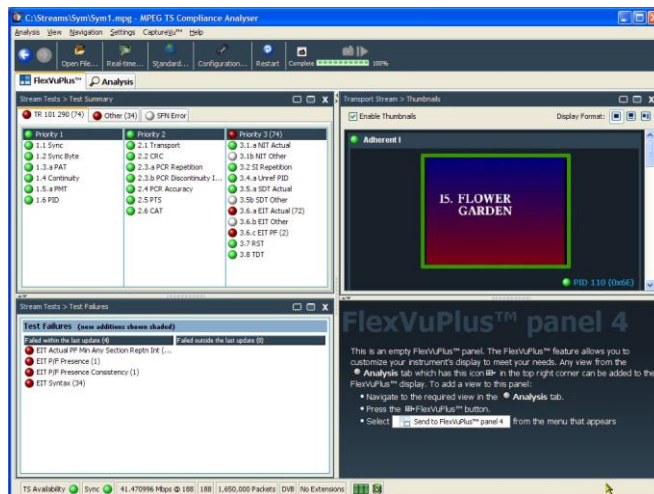 C:\Streams\Sym\Sym1.mpg - MPEG TS Compliance Analyser
Analysis View Navigation Settings CaptureVu™ Help
Open File... Real-time... Standard... Configuration... Restart Complete 100%
FlexVuPlus™ Analysis
Stream Tests > Test Summary
TR 101 290 (74) Other (34) SFN Error
Priority 1
1.1 Sync
1.2 Sync Byte
1.3.a PAT
1.4 Continuity
1.5.a PMT
1.6 PID
Priority 2
2.1 Transport
2.2 CRC
2.3.a PCR Repetition
2.3.b PCR Discontinuity I...
2.4 PCR Accuracy
2.5 PTS
2.6 CAT
Priority 3 (74)
3.1.a NIT Actual
3.1b NIT Other
3.2 SI Repetition
3.4.a Unref PID
3.5.a SDT Actual
3.5b SDT Other
3.6.a EIT Actual (72)
3.6.b EIT Other
3.6.c EIT PF (2)
3.7 RST
3.8 TDT
Transport Stream > Thumbnails
Enable Thumbnails Display Format:
Adherent I
15. FLOWER
GARDEN
PID 110 (0x6E)
Stream Tests > Test Failures
Test Failures (new additions shown shaded)
Failed within the last update (4) Failed outside the last update (0)
EIT Actual PF Min Any Section Reptn Int (...
EIT P/F Presence (1)
EIT P/F Presence Consistency (1)
EIT Syntax (34)
FlexVuPlus™ panel 4
This is an empty FlexVuPlus™ panel. The FlexVuPlus™ feature allows you to
customize your instrument's display to meet your needs. Any view from the
Analysis tab which has this icon in the top right corner can be added to the
FlexVuPlus™ display. To add a view to this panel:
• Navigate to the required view in the Analysis tab.
• Press the FlexVuPlus™ button.
• Select Send to FlexVuPlus™ panel 4 from the menu that appears
TS Availability Sync 41.470996 Mbps @ 188 188 1,650,000 Packets DVB No Extensions